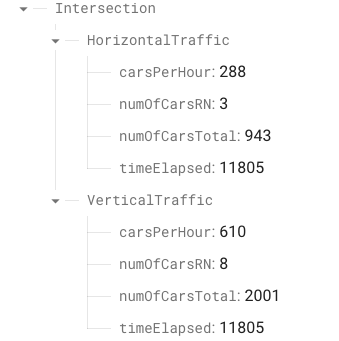 Intersection
HorizontalTraffic
carsPerHour: 288
numOfCarsRN: 3
numOfCarsTotal: 943
timeElapsed: 11805
VerticalTraffic
carsPerHour: 610
numOfCarsRN: 8
numOfCarsTotal: 2001
timeElapsed: 11805